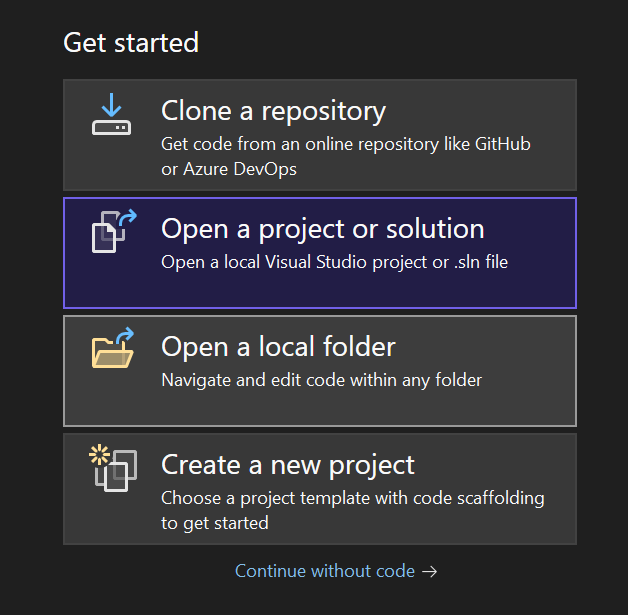 Get started
Clone a repository
Get code from an online repository like GitHub
or Azure DevOps
Open a project or solution
Open a local Visual Studio project or .sln file
Open a local folder
Navigate and edit code within any folder
Create a new project
Choose a project template with code scaffolding
to get started
Continue without code →